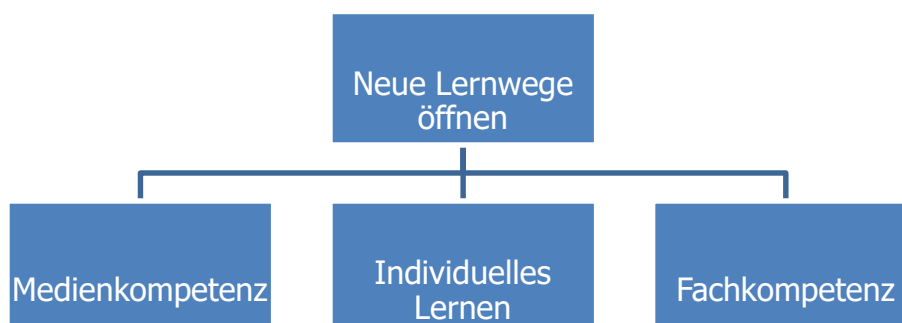 Neue Lernwege
öffnen
Medienkompetenz
Individuelles
Lernen
Fachkompetenz